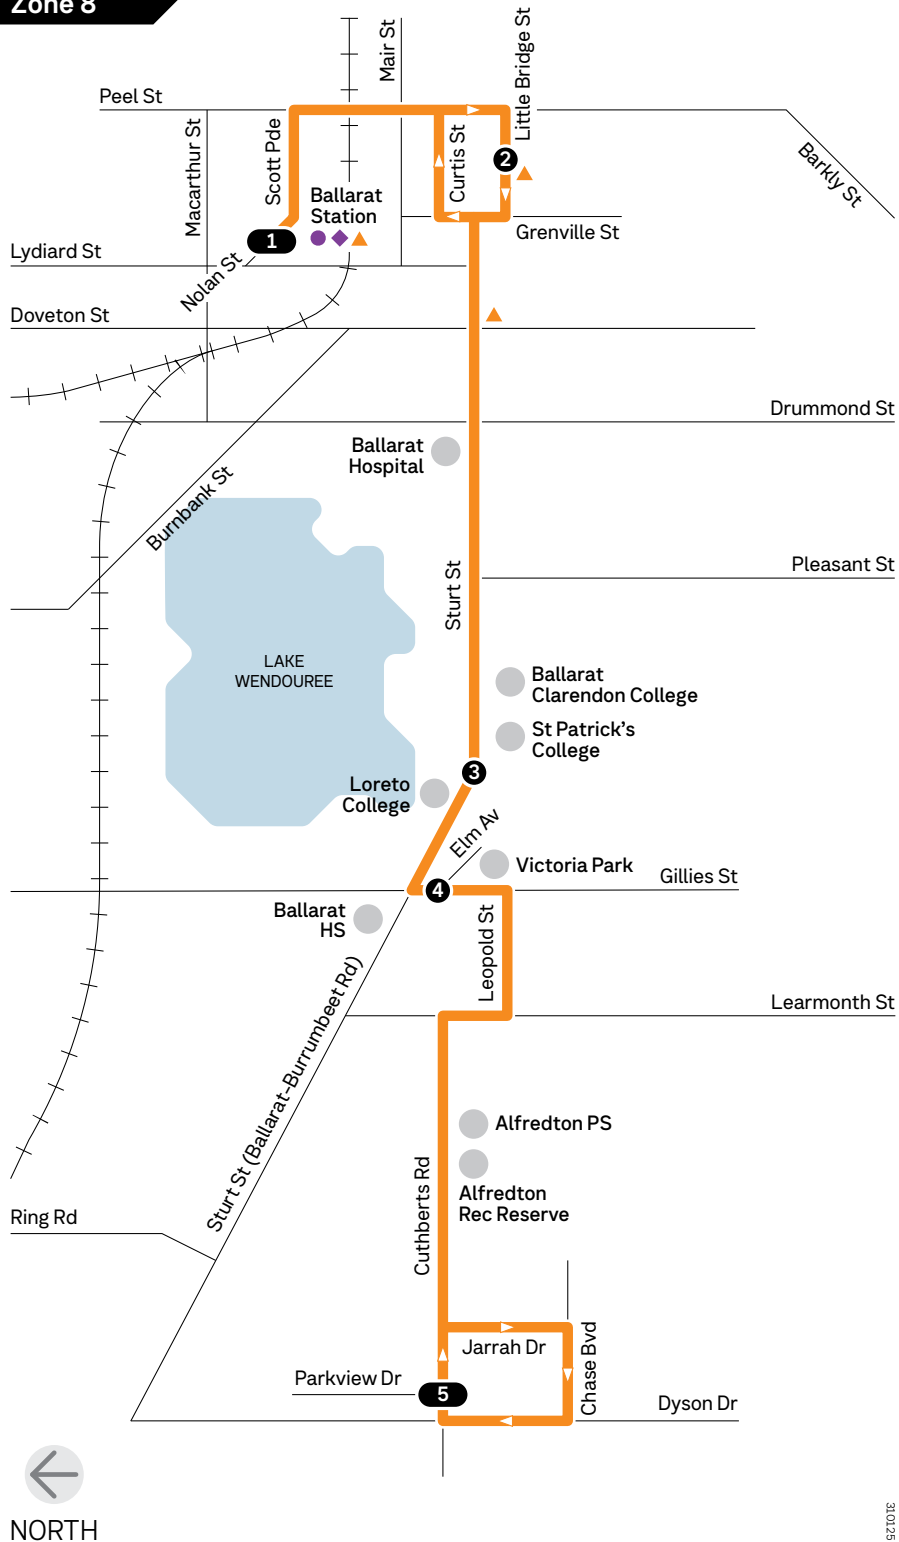 Zone 8
Mair St
Little Bridge St
Peel St
Macarthur St
Scott Pde
Curtis St
2
Barkly St
Ballarat
Station
1
Grenville St
Lydiard St
Nolan St
Doveton St
Drummond St
Ballarat
Hospital
Burnbank St
Pleasant St
Sturt St
LAKE
WENDOUREE
Ballarat
Clarendon College
St Patrick's
College
3
Loreto
College
Elm Av
Victoria Park
Gillies St
4
Ballarat
HS
Leopold St
Sturt St (Ballarat-Burrumbeet Rd)
Learmonth St
Alfredton PS
Cuthberts Rd
Alfredton
Rec Reserve
Ring Rd
Jarrah Dr
Chase Bvd
Parkview Dr
5
Dyson Dr
NORTH
310125